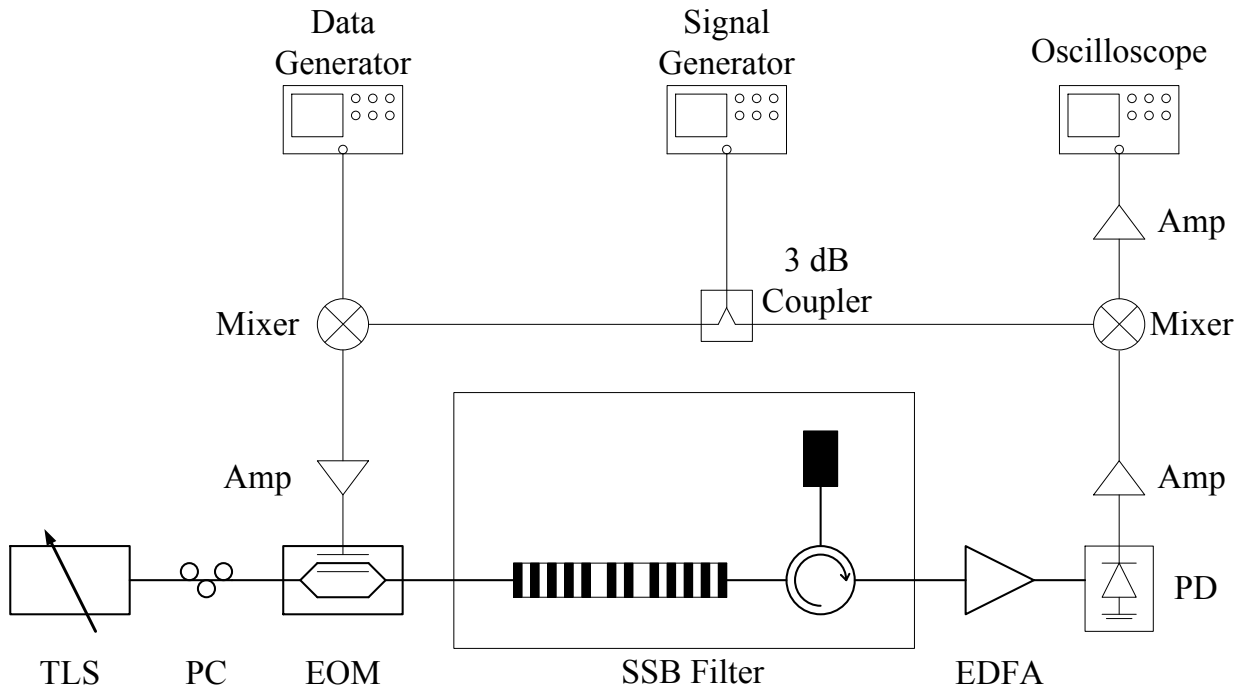 Data
Generator
Signal
Generator
Oscilloscope
Amp
3 dB
Coupler
Mixer
Mixer
Amp
Amp
PD
TLS
PC
EOM
SSB Filter
EDFA